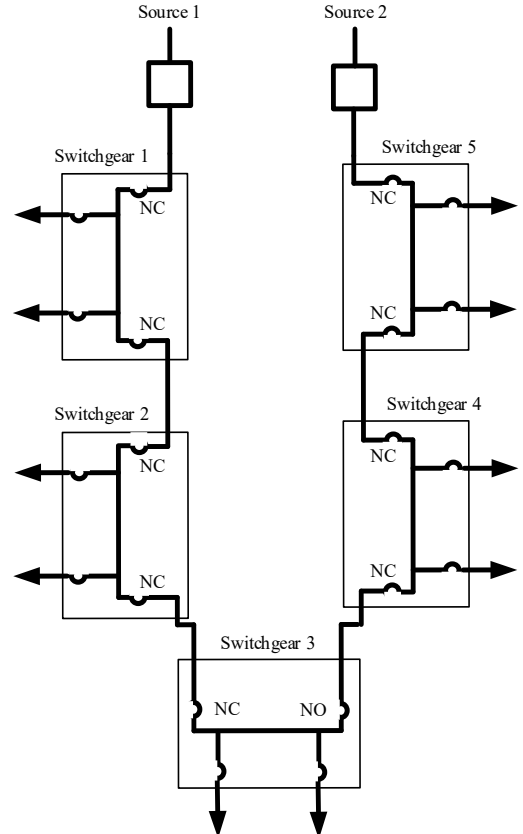 Source 1
Source 2
Switchgear 1
NC
NC
Switchgear 5
NC
NC
Switchgear 2
NC
NC
Switchgear 4
NC
NC
Switchgear 3
NC
NO